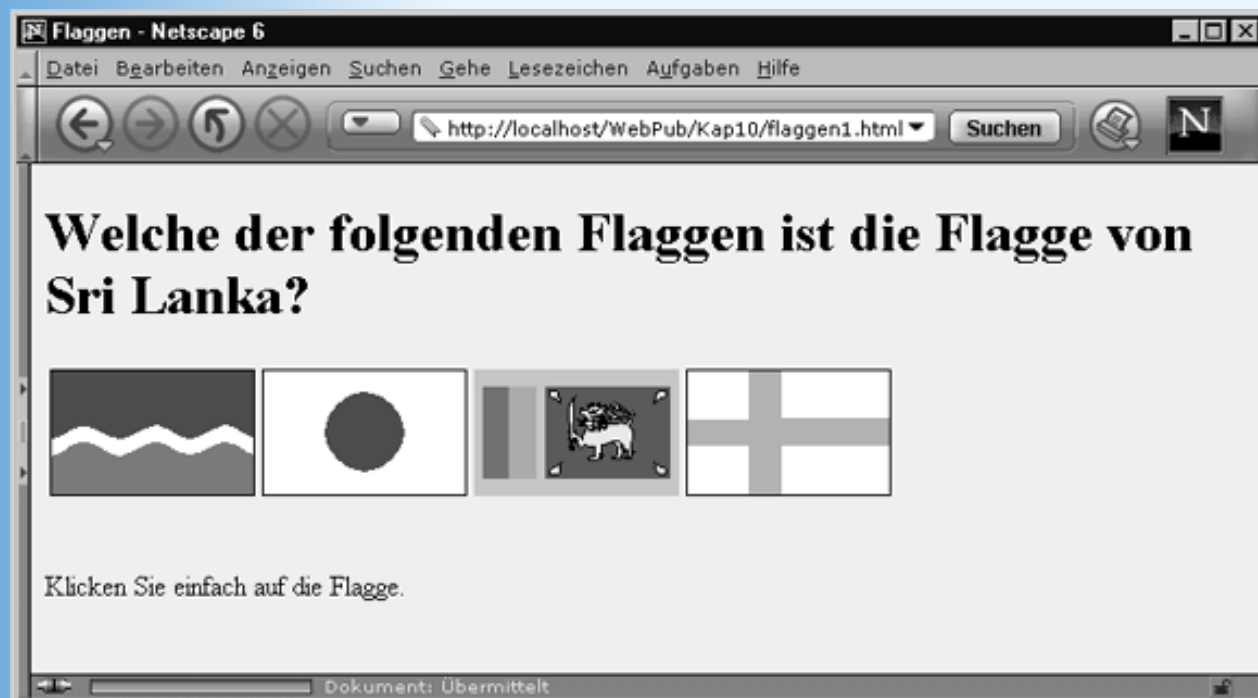 Flaggen - Netscape 6
Datei Bearbeiten Anzeigen Suchen Gehe Lesezeichen Aufgaben Hilfe
http://localhost/WebPub/Kap10/flaggen1.html Suchen N
Welche der folgenden Flaggen ist die Flagge von
Sri Lanka?
Klicken Sie einfach auf die Flagge.
Dokument: Übermittelt